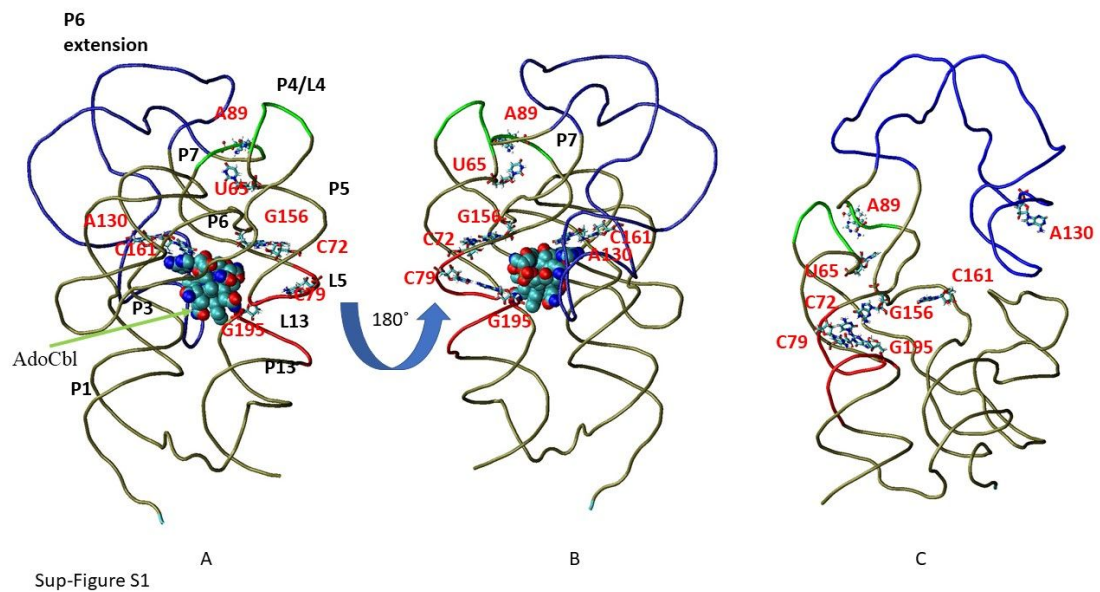 P6
extension
P4/L4
A89
P7
U65
P5
P6
G156
A130
C161
C72
L5
C79
P3
L13
G195
AdoCbl
P1
P13
180°
A89
P7
U65
G156
C72
C161
A130
C79
G195
A89
A130
U65
C161
C72
G156
C79
G195
A
B
C
Sup-Figure S1